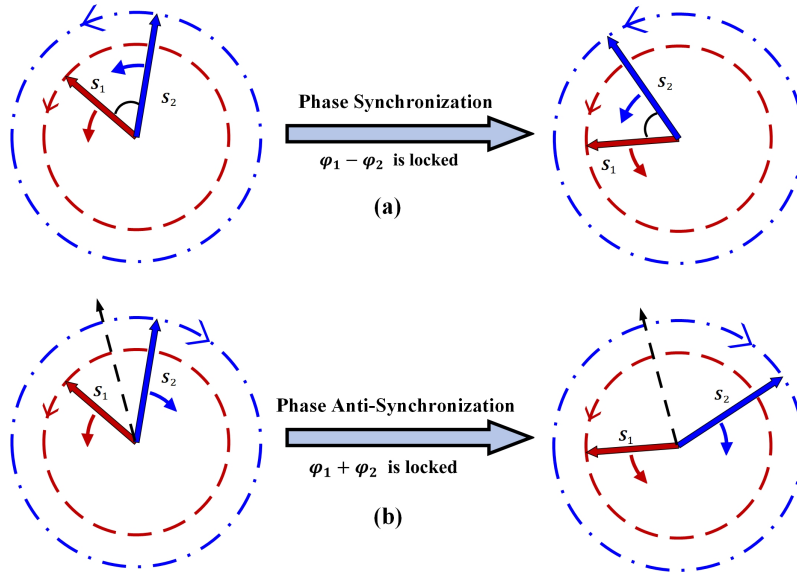 S₁
S₂
Phase Synchronization
φ₁ − φ₂ is locked
(a)
S₂
S₁
S₁
S₂
Phase Anti-Synchronization
φ₁ + φ₂ is locked
(b)
S₂
S₁